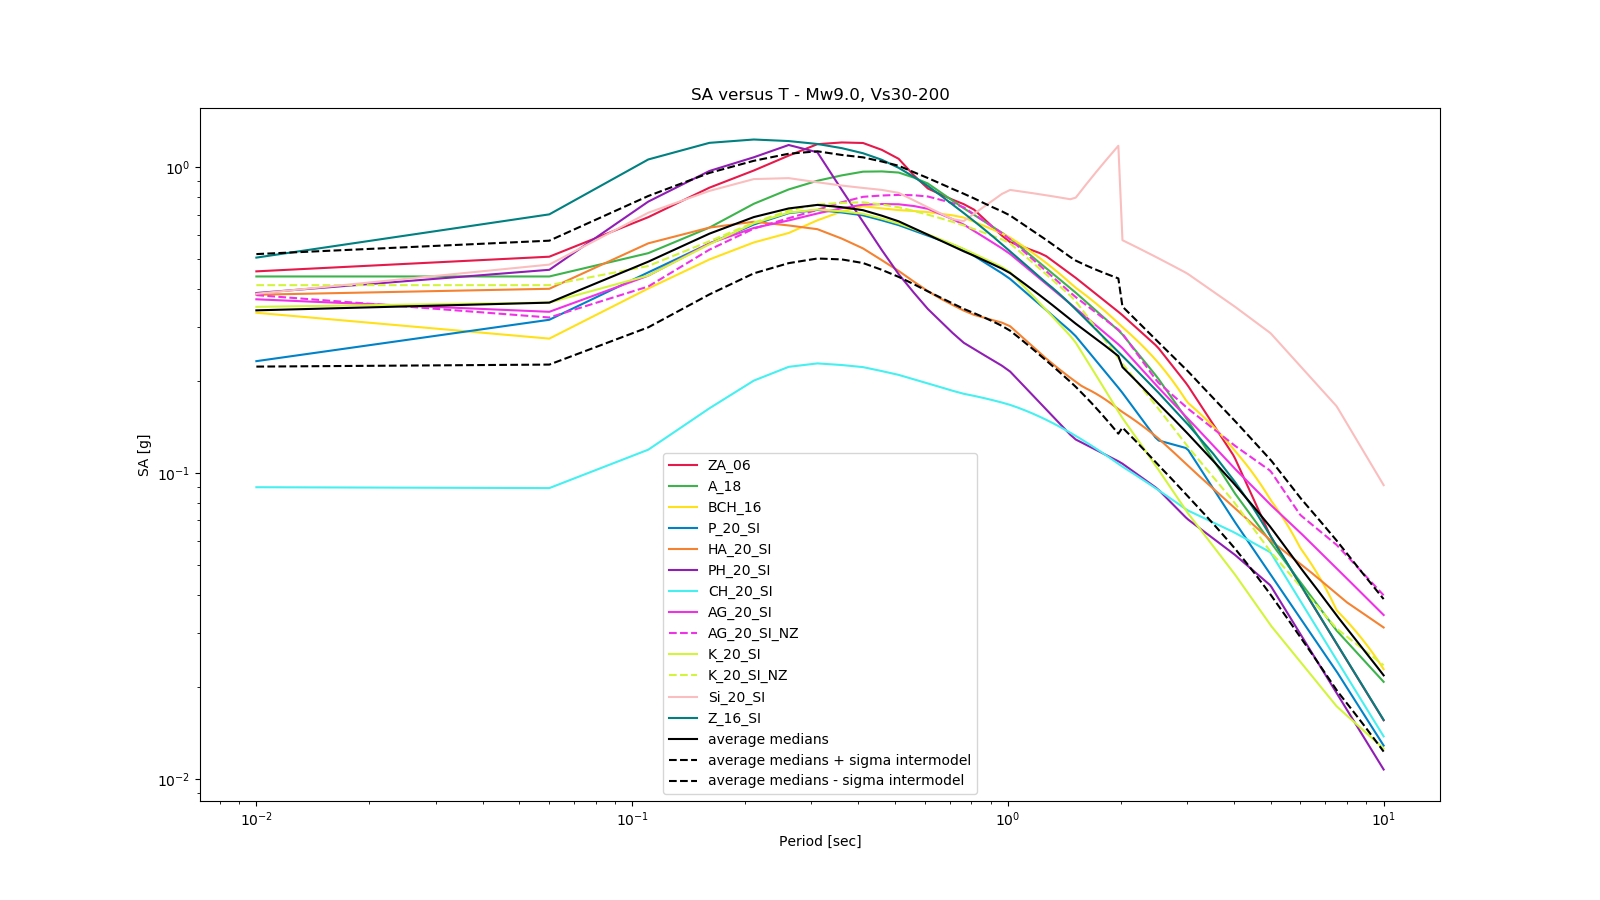 SA versus T - Mw9.0, Vs30-200
SA [g]
10⁰
10⁻¹
10⁻²
ZA_06
A_18
BCH_16
P_20_SI
HA_20_SI
PH_20_SI
CH_20_SI
AG_20_SI
AG_20_SI_NZ
K_20_SI
K_20_SI_NZ
Si_20_SI
Z_16_SI
average medians
average medians + sigma intermodel
average medians - sigma intermodel
10⁻² 10⁻¹ 10⁰ 10¹
Period [sec]